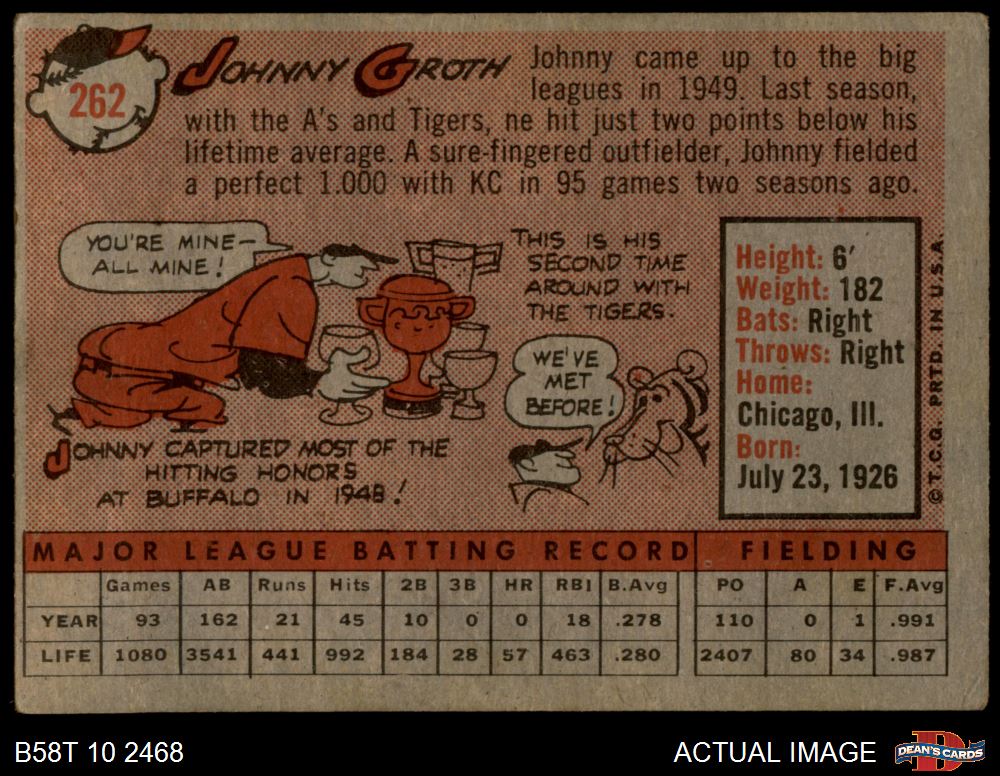 262
JOHNNY GROTH
Johnny came up to the big
leagues in 1949. Last season,
with the A's and Tigers, ne hit just two points below his
lifetime average. A sure-fingered outfielder, Johnny fielded
a perfect 1.000 with KC in 95 games two seasons ago.
YOU'RE MINE—
ALL MINE!
THIS IS HIS
SECOND TIME
AROUND WITH
THE TIGERS.
WE'VE
MET
BEFORE!
JOHNNY CAPTURED MOST OF THE
HITTING HONORS
AT BUFFALO IN 1948!
Height: 6'
Weight: 182
Bats: Right
Throws: Right
Home:
Chicago, Ill.
Born:
July 23, 1926
© T.C.G. PRTD. IN U.S.A.
MAJOR LEAGUE BATTING RECORD FIELDING
Games AB Runs Hits 2B 3B HR RBI B.Avg PO A E F.Avg
YEAR 93 162 21 45 10 0 0 18 .278 110 0 1 .991
LIFE 1080 3541 441 992 184 28 57 463 .280 2407 80 34 .987
B58T 10 2468
ACTUAL IMAGE
DEAN'S CARDS